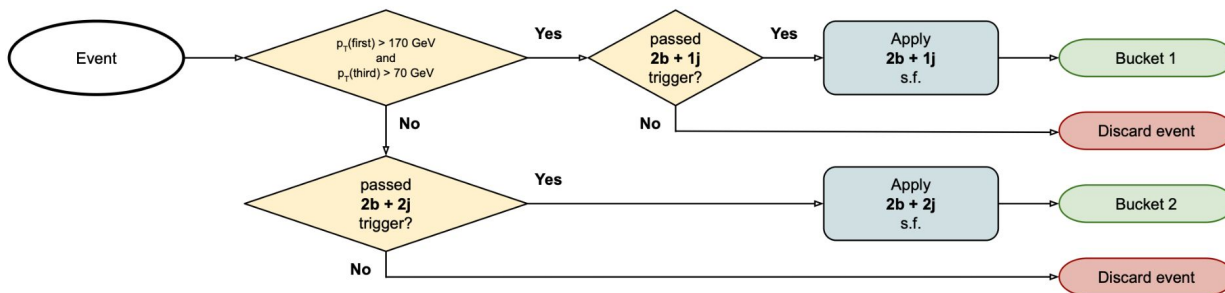 Event
p_T(first) > 170 GeV
and
p_T(third) > 70 GeV
Yes
passed
2b + 1j
trigger?
Yes
Apply
2b + 1j
s.f.
Bucket 1
No
No
Discard event
passed
2b + 2j
trigger?
Yes
Apply
2b + 2j
s.f.
Bucket 2
No
Discard event